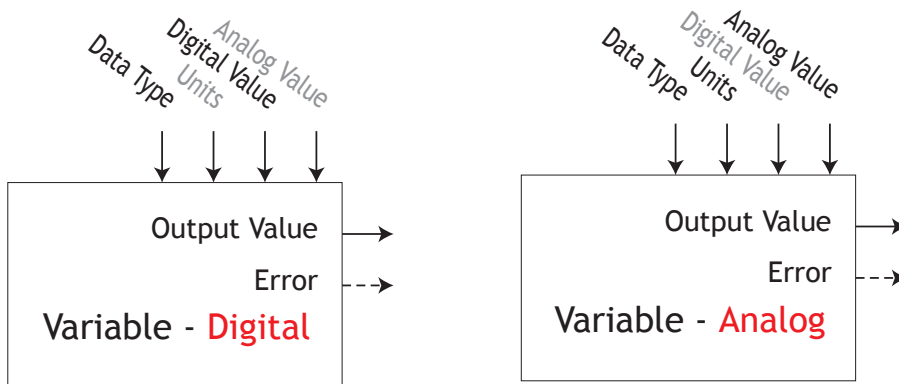 Data Type
Units
Digital Value
Analog Value
Output Value
Error
Variable - Digital
Data Type
Units
Digital Value
Analog Value
Output Value
Error
Variable - Analog